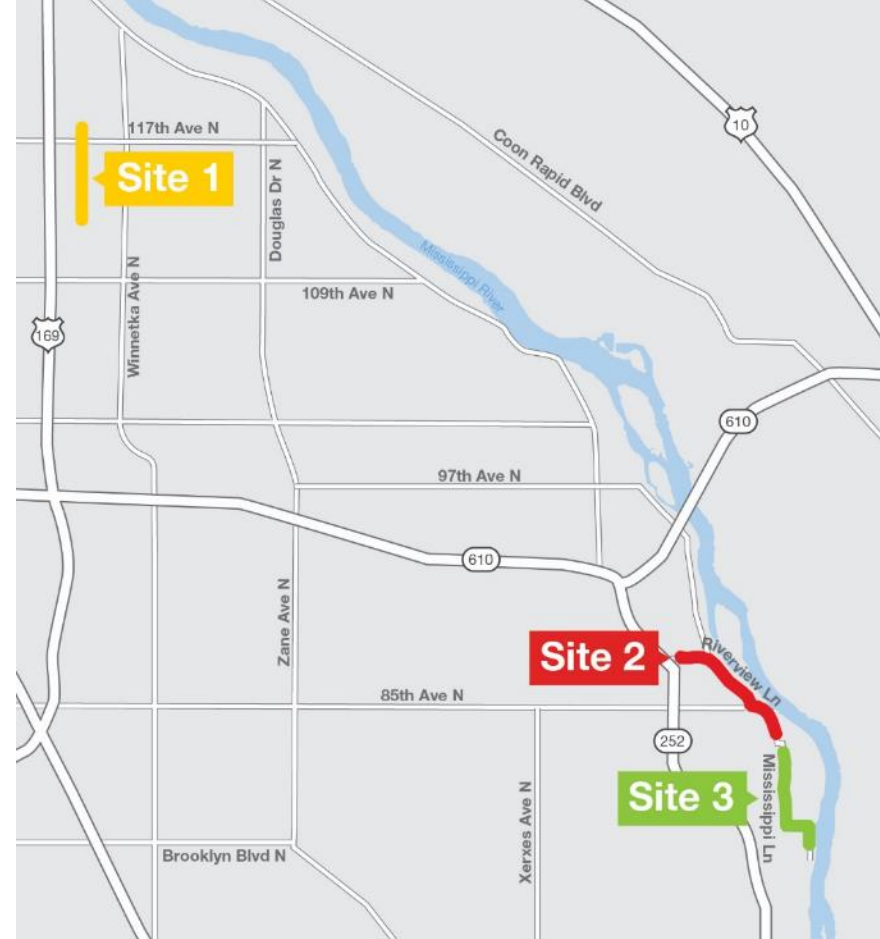 10
117th Ave N
Coon Rapid Blvd
Site 1
Douglas Dr N
Mississippi River
Winnetka Ave N
109th Ave N
169
610
97th Ave N
610
Zane Ave N
Site 2
Riverview Ln
85th Ave N
252
Mississippi Ln
Site 3
Xerxes Ave N
Brooklyn Blvd N